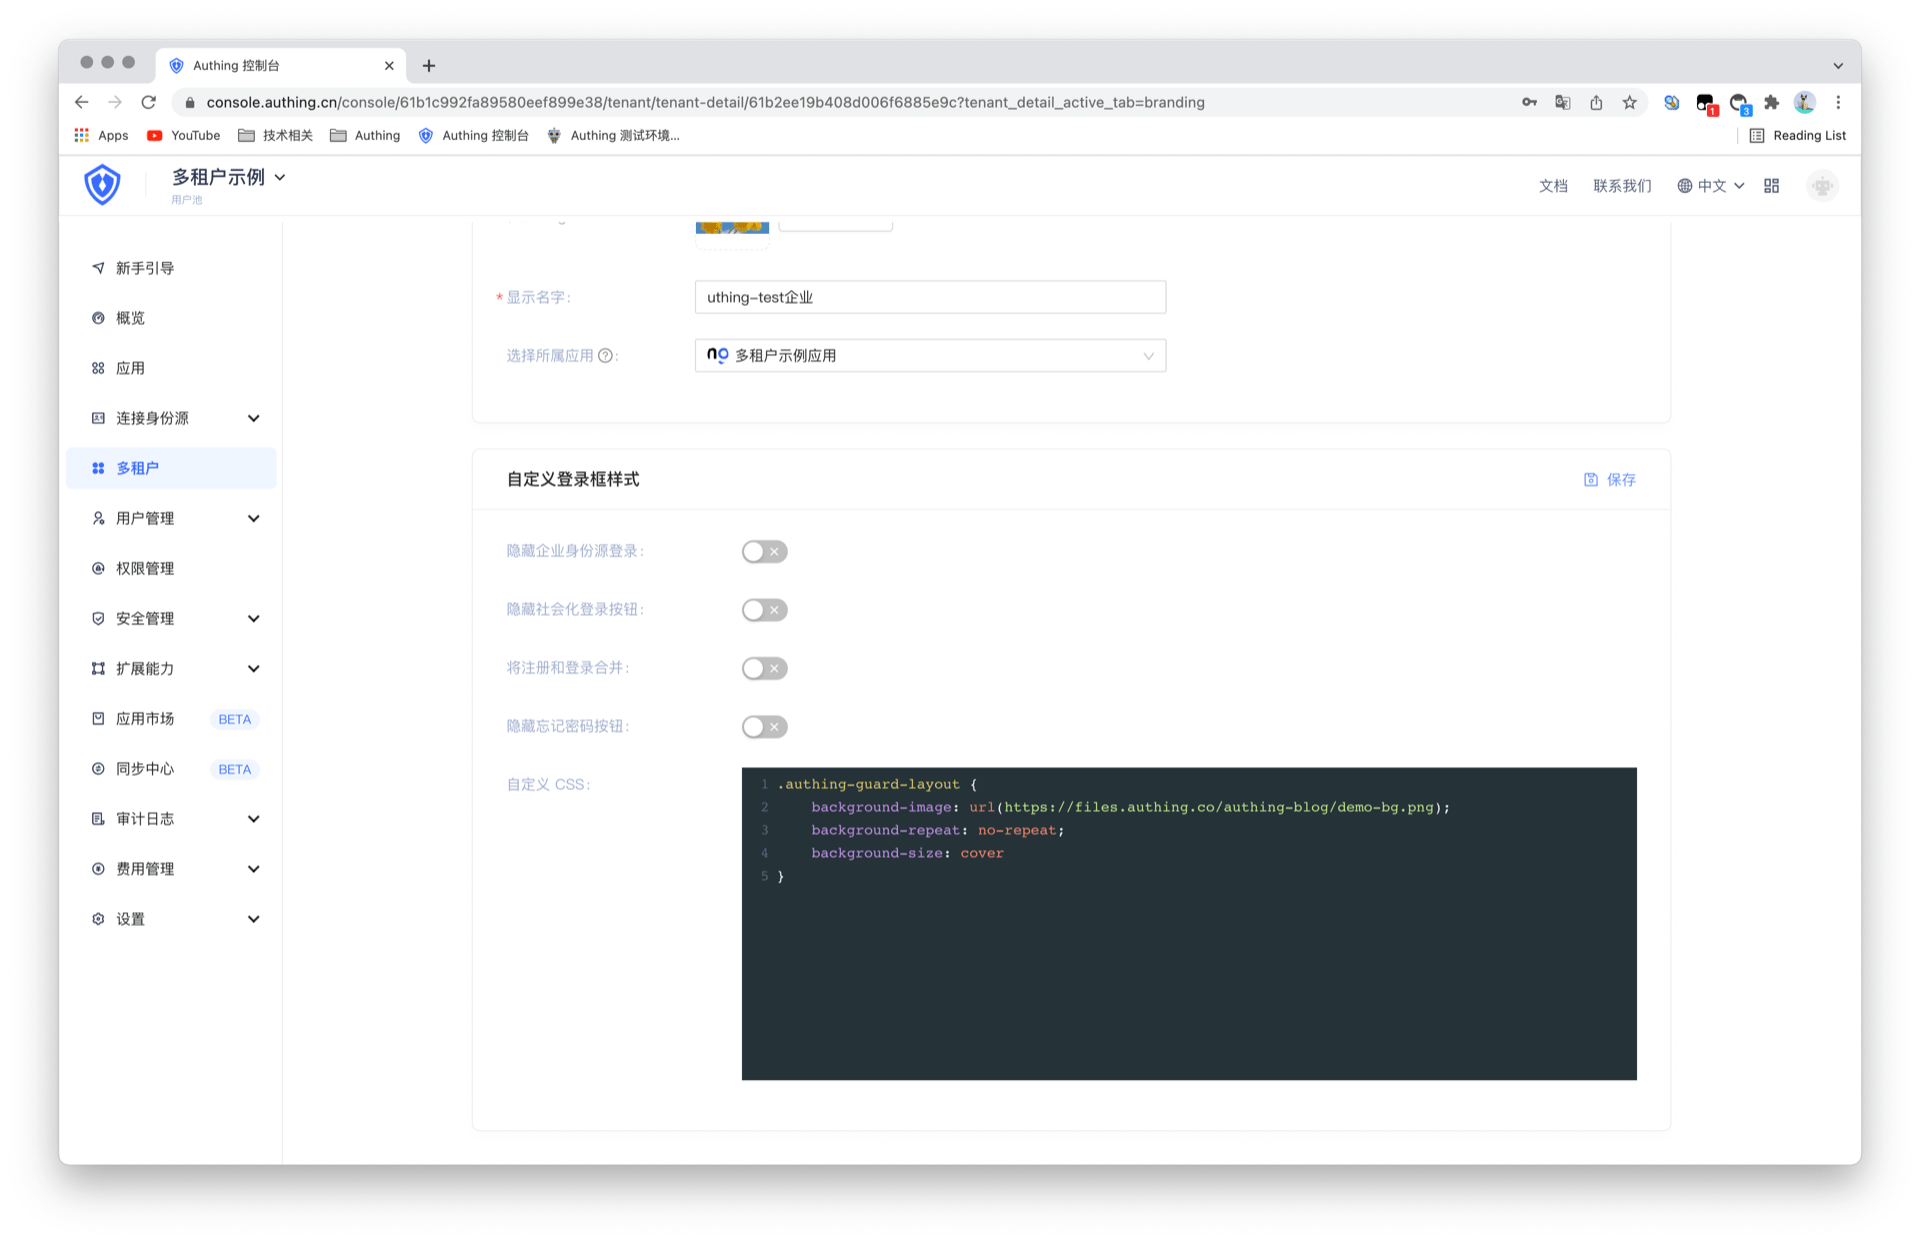 Authing 控制台
console.authing.cn/console/61b1c992fa89580eef899e38/tenant/tenant-detail/61b2ee19b408d006f6885e9c?tenant_detail_active_tab=branding
1
3
Apps
YouTube
技术相关
Authing
Authing 控制台
Authing 测试环境...
Reading List
多租户示例
用户池
文档
联系我们
中文
新手引导
概览
应用
连接身份源
多租户
用户管理
权限管理
安全管理
扩展能力
应用市场 BETA
同步中心 BETA
审计日志
费用管理
设置
* 显示名字:
uthing-test企业
选择所属应用 ? :
多租户示例应用
自定义登录框样式
保存
隐藏企业身份源登录:
隐藏社会化登录按钮:
将注册和登录合并:
隐藏忘记密码按钮:
自定义 CSS:
1 .authing-guard-layout {
2 background-image: url(https://files.authing.co/authing-blog/demo-bg.png);
3 background-repeat: no-repeat;
4 background-size: cover
5 }